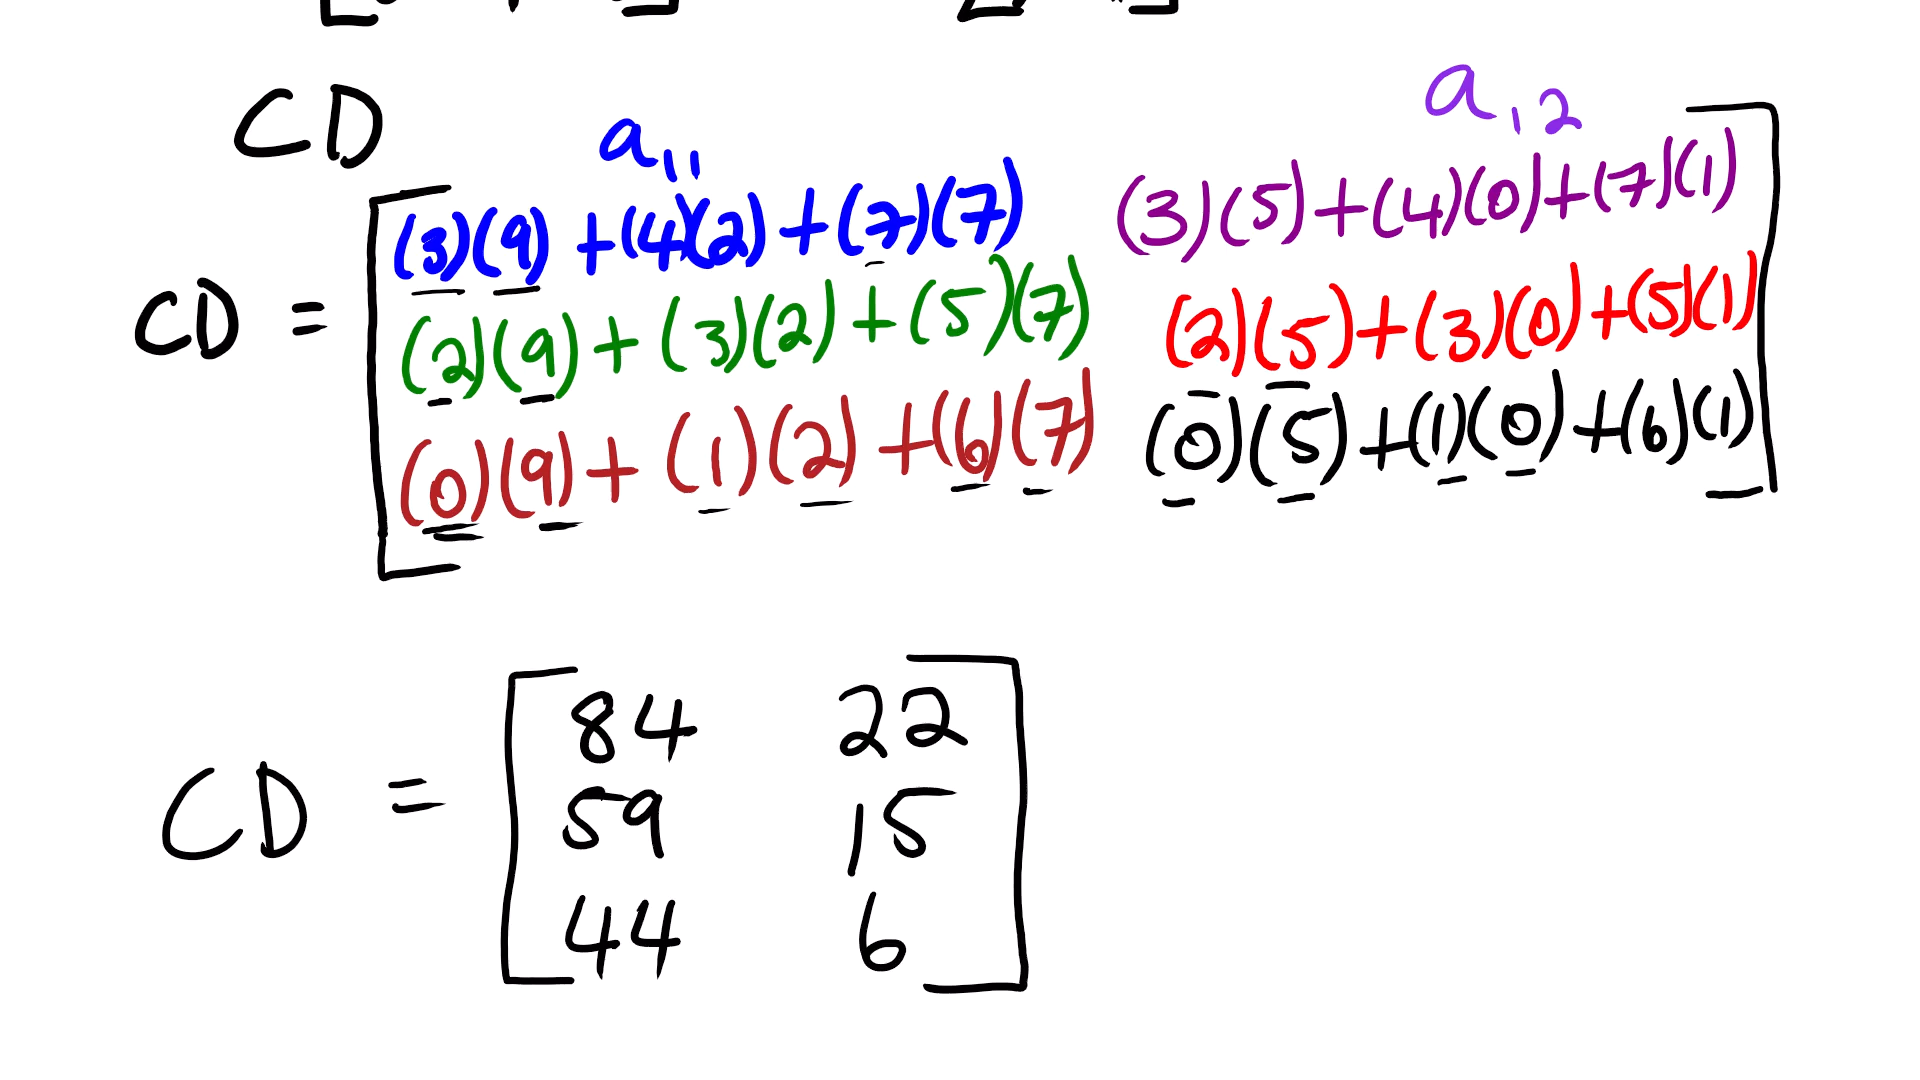 CD
a₁₁ a₁₂
(3)(9) + (4)(2) + (7)(7) (3)(5) + (4)(0) + (7)(1)
CD = (2)(9) + (3)(2) + (5)(7) (2)(5) + (3)(0) + (5)(1)
(0)(9) + (1)(2) + (6)(7) (0)(5) + (1)(0) + (6)(1)
84 22
CD = 59 15
44 6